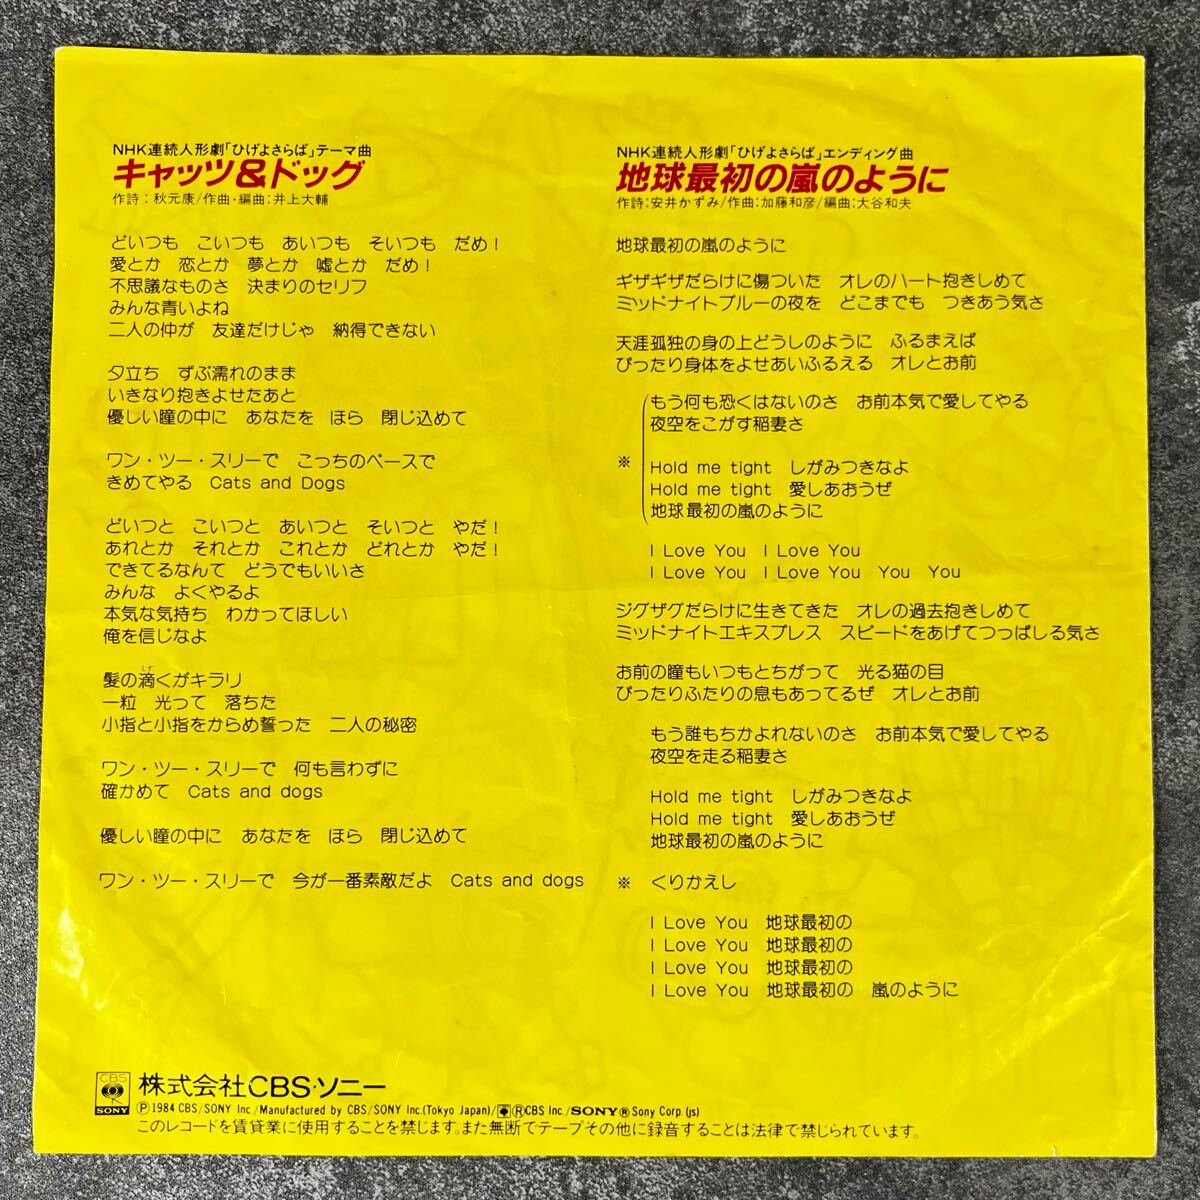 NHK連続人形劇「ひげよさらば」テーマ曲
キャッツ&ドッグ
作詩：秋元康/作曲・編曲：井上大輔
どいつも こいつも あいつも そいつも だめ！
愛とか 恋とか 夢とか 嘘とか だめ！
不思議なものさ 決まりのセリフ
みんな青いよね
二人の仲が 友達だけじゃ 納得できない
夕立ち ずぶ濡れのまま
いきなり抱きよせたあと
優しい瞳の中に あなたを ほら 閉じ込めて
ワン・ツー・スリーで こっちのペースで
きめてやる Cats and Dogs
どいつと こいつと あいつと そいつと やだ！
あれとか それとか これとか どれとか やだ！
できてるなんて どうでもいいさ
みんな よくやるよ
本気な気持ち わかってほしい
俺を信じなよ
髪の滴くがキラリ
しず
一粒 光って 落ちた
小指と小指をからめ誓った 二人の秘密
ワン・ツー・スリーで 何も言わずに
確かめて Cats and dogs
優しい瞳の中に あなたを ほら 閉じ込めて
ワン・ツー・スリーで 今が一番素敵だよ Cats and dogs
NHK連続人形劇「ひげよさらば」エンディング曲
地球最初の嵐のように
作詩：安井かずみ/作曲：加藤和彦/編曲：大谷和夫
地球最初の嵐のように
ギザギザだらけに傷ついた オレのハート抱きしめて
ミッドナイトブルーの夜を どこまでも つきあう気さ
天涯孤独の身の上どうしのように ふるまえば
ぴったり身体をよせあいふるえる オレとお前
もう何も恐くはないのさ お前本気で愛してやる
夜空をこがす稲妻さ
※
Hold me tight しがみつきなよ
Hold me tight 愛しあおうぜ
地球最初の嵐のように
I Love You I Love You
I Love You I Love You You You
ジグザグだらけに生きてきた オレの過去抱きしめて
ミッドナイトエキスプレス スピードをあげてつっぱしる気さ
お前の瞳もいつもとちがって 光る猫の目
ぴったりふたりの息もあってるぜ オレとお前
もう誰もちかよれないのさ お前本気で愛してやる
夜空を走る稲妻さ
Hold me tight しがみつきなよ
Hold me tight 愛しあおうぜ
地球最初の嵐のように
※ くりかえし
I Love You 地球最初の
I Love You 地球最初の
I Love You 地球最初の
I Love You 地球最初の 嵐のように
CBS
SONY
株式会社CBS・ソニー
Ⓟ1984 CBS/SONY Inc./Manufactured by CBS/SONY Inc.(Tokyo Japan)/ⓇCBS Inc./SONY® Sony Corp.(js)
このレコードを賃貸業に使用することを禁じます。また無断でテープその他に録音することは法律で禁じられています。